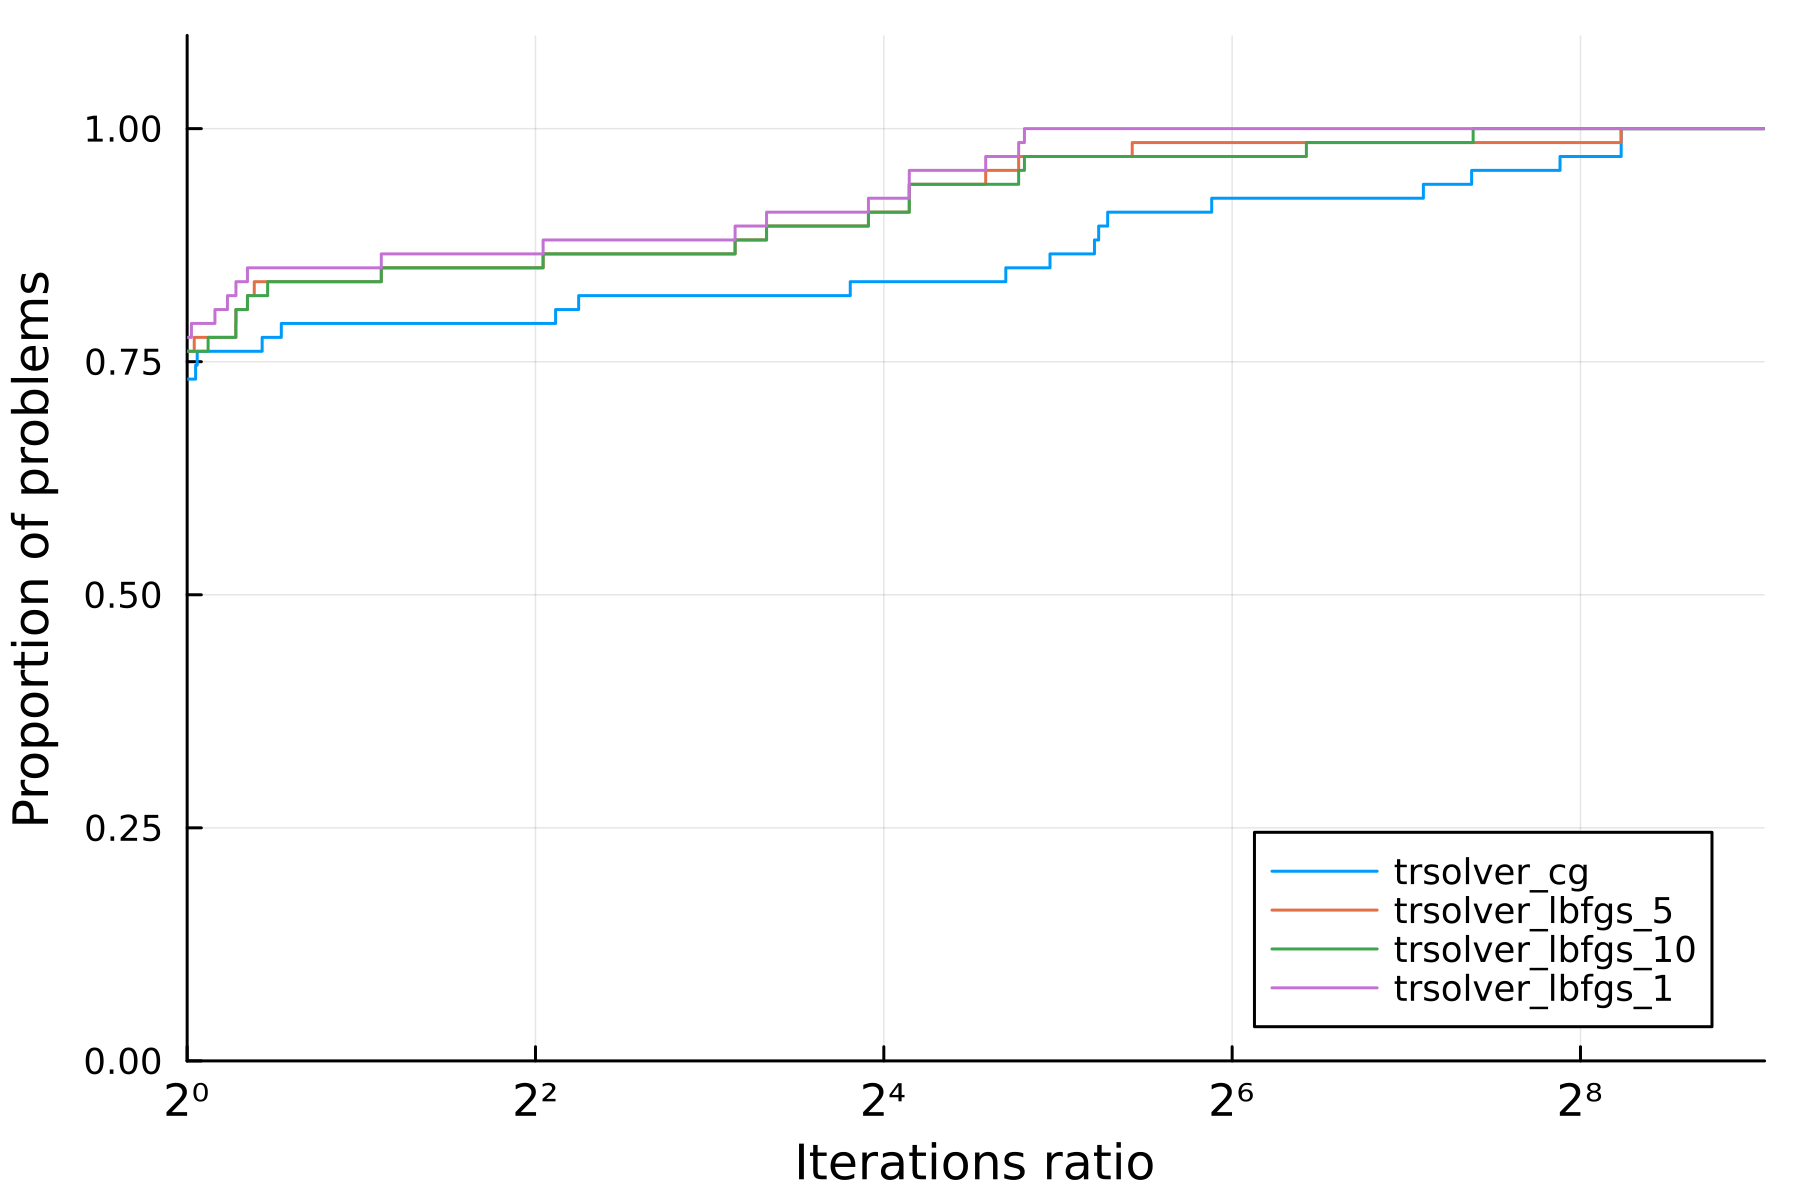 Proportion of problems
1.00
0.75
0.50
0.25
0.00
trsolver_cg
trsolver_lbfgs_5
trsolver_lbfgs_10
trsolver_lbfgs_1
2⁰ 2² 2⁴ 2⁶ 2⁸
Iterations ratio